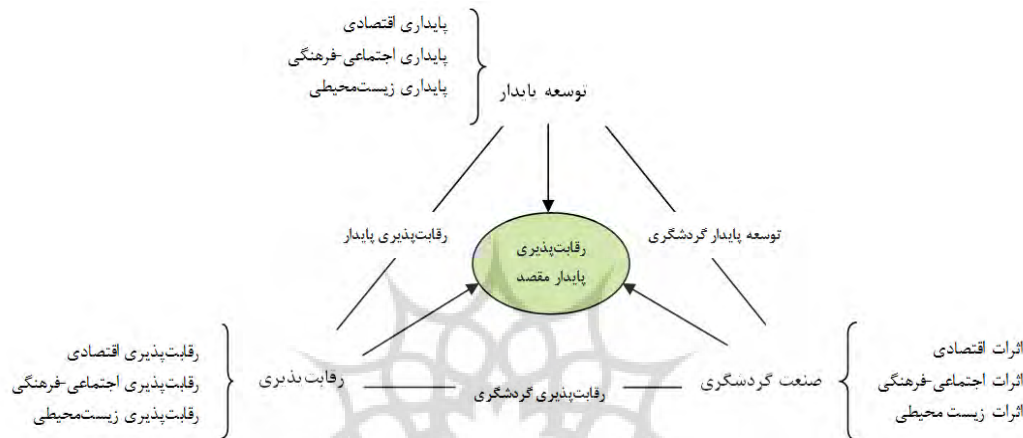 پایداری اقتصادی
پایداری اجتماعی-فرهنگی
پایداری زیست‌محیطی
توسعه پایدار
رقابت‌پذیری پایدار
توسعه پایدار گردشگری
رقابت‌پذیری
پایدار مقصد
اثرات اقتصادی
اثرات اجتماعی-فرهنگی
اثرات زیست محیطی
صنعت گردشگری
رقابت‌پذیری گردشگری
رقابت‌پذیری
رقابت‌پذیری اقتصادی
رقابت‌پذیری اجتماعی-فرهنگی
رقابت‌پذیری زیست‌محیطی